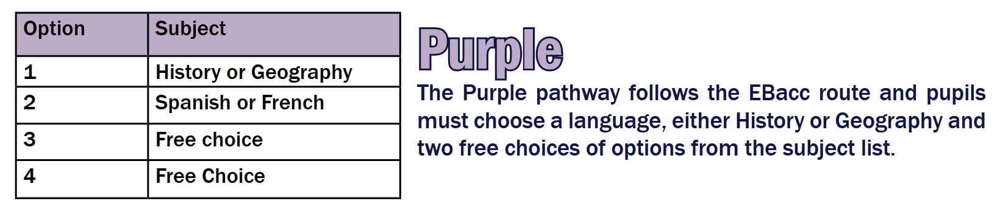 Option Subject
1 History or Geography
2 Spanish or French
3 Free choice
4 Free Choice
Purple
The Purple pathway follows the EBacc route and pupils
must choose a language, either History or Geography and
two free choices of options from the subject list.